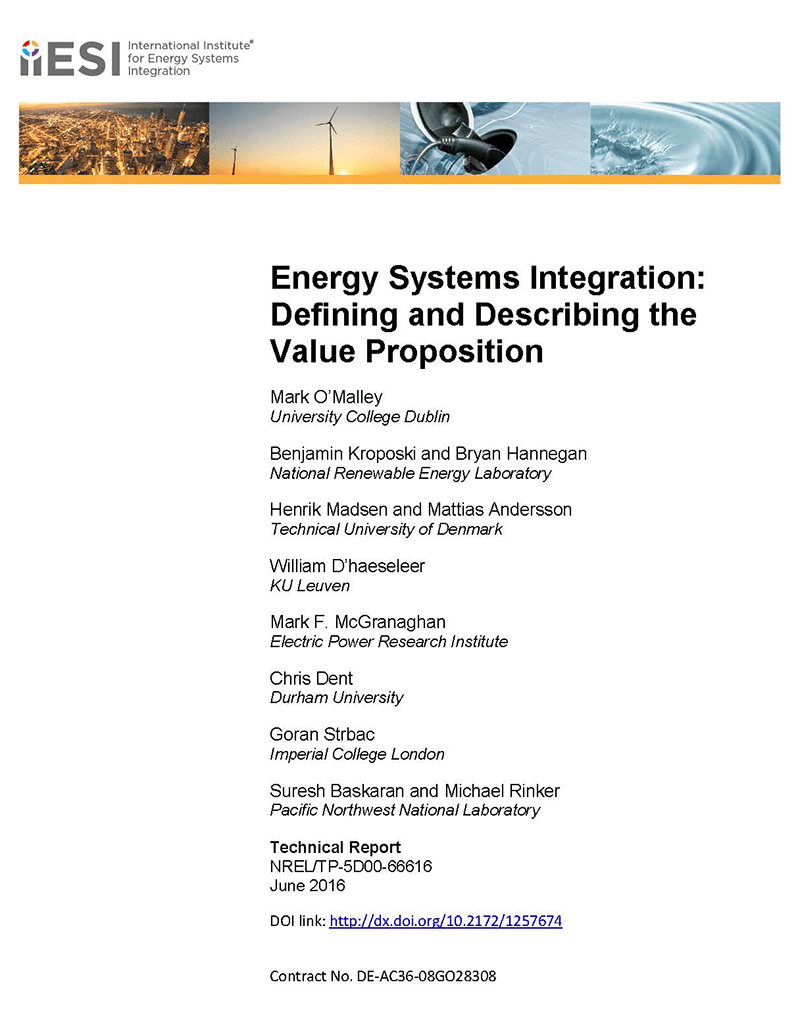 iiESI
International Institute®
for Energy Systems
Integration
Energy Systems Integration:
Defining and Describing the
Value Proposition
Mark O’Malley
University College Dublin
Benjamin Kroposki and Bryan Hannegan
National Renewable Energy Laboratory
Henrik Madsen and Mattias Andersson
Technical University of Denmark
William D’haeseleer
KU Leuven
Mark F. McGranaghan
Electric Power Research Institute
Chris Dent
Durham University
Goran Strbac
Imperial College London
Suresh Baskaran and Michael Rinker
Pacific Northwest National Laboratory
Technical Report
NREL/TP-5D00-66616
June 2016
DOI link: http://dx.doi.org/10.2172/1257674
Contract No. DE-AC36-08GO28308